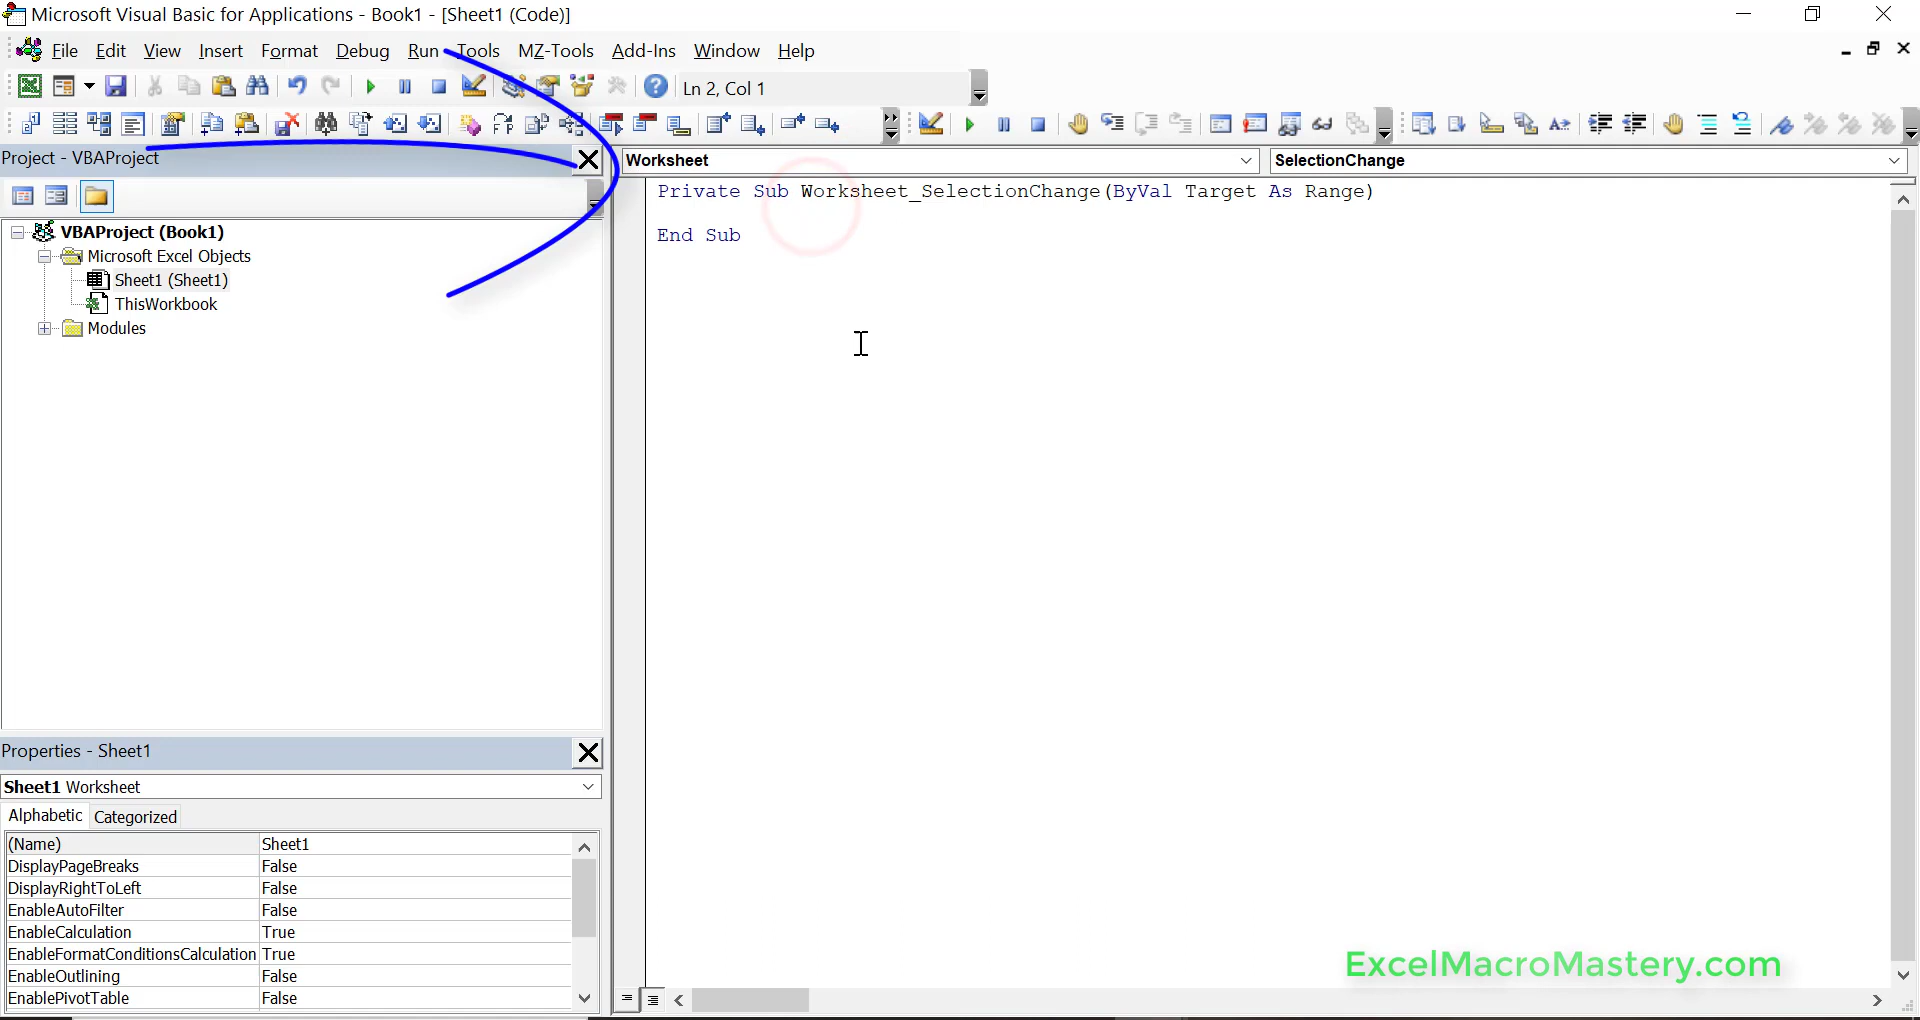 Microsoft Visual Basic for Applications - Book1 - [Sheet1 (Code)]
File Edit View Insert Format Debug Run Tools MZ-Tools Add-Ins Window Help
Ln 2, Col 1
Project - VBAProject
Worksheet
SelectionChange
Private Sub Worksheet_SelectionChange(ByVal Target As Range)
End Sub
VBAProject (Book1)
Microsoft Excel Objects
Sheet1 (Sheet1)
ThisWorkbook
Modules
Properties - Sheet1
Sheet1 Worksheet
Alphabetic Categorized
(Name) Sheet1
DisplayPageBreaks False
DisplayRightToLeft False
EnableAutoFilter False
EnableCalculation True
EnableFormatConditionsCalculation True
EnableOutlining False
EnablePivotTable False
ExcelMacroMastery.com